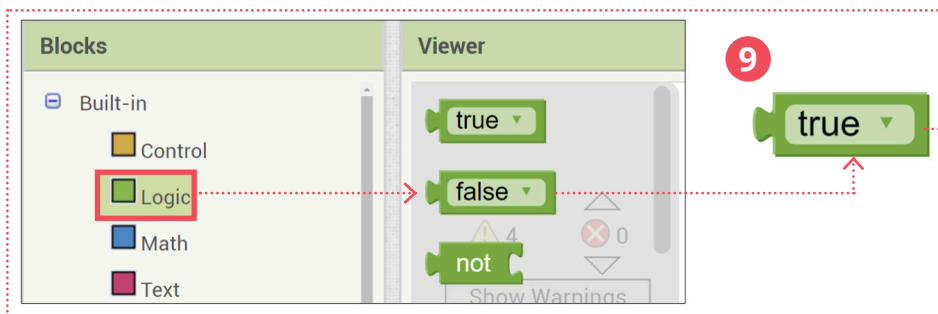 Blocks
Viewer
9
Built-in
true
true
Control
Logic
false
4
0
Math
not
Text
Show Warnings